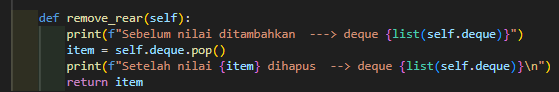 def remove_rear(self):
print(f"Sebelum nilai ditambahkan  ---> deque {list(self.deque)}")
item = self.deque.pop()
print(f"Setelah nilai {item} dihapus  --> deque {list(self.deque)}\n")
return item